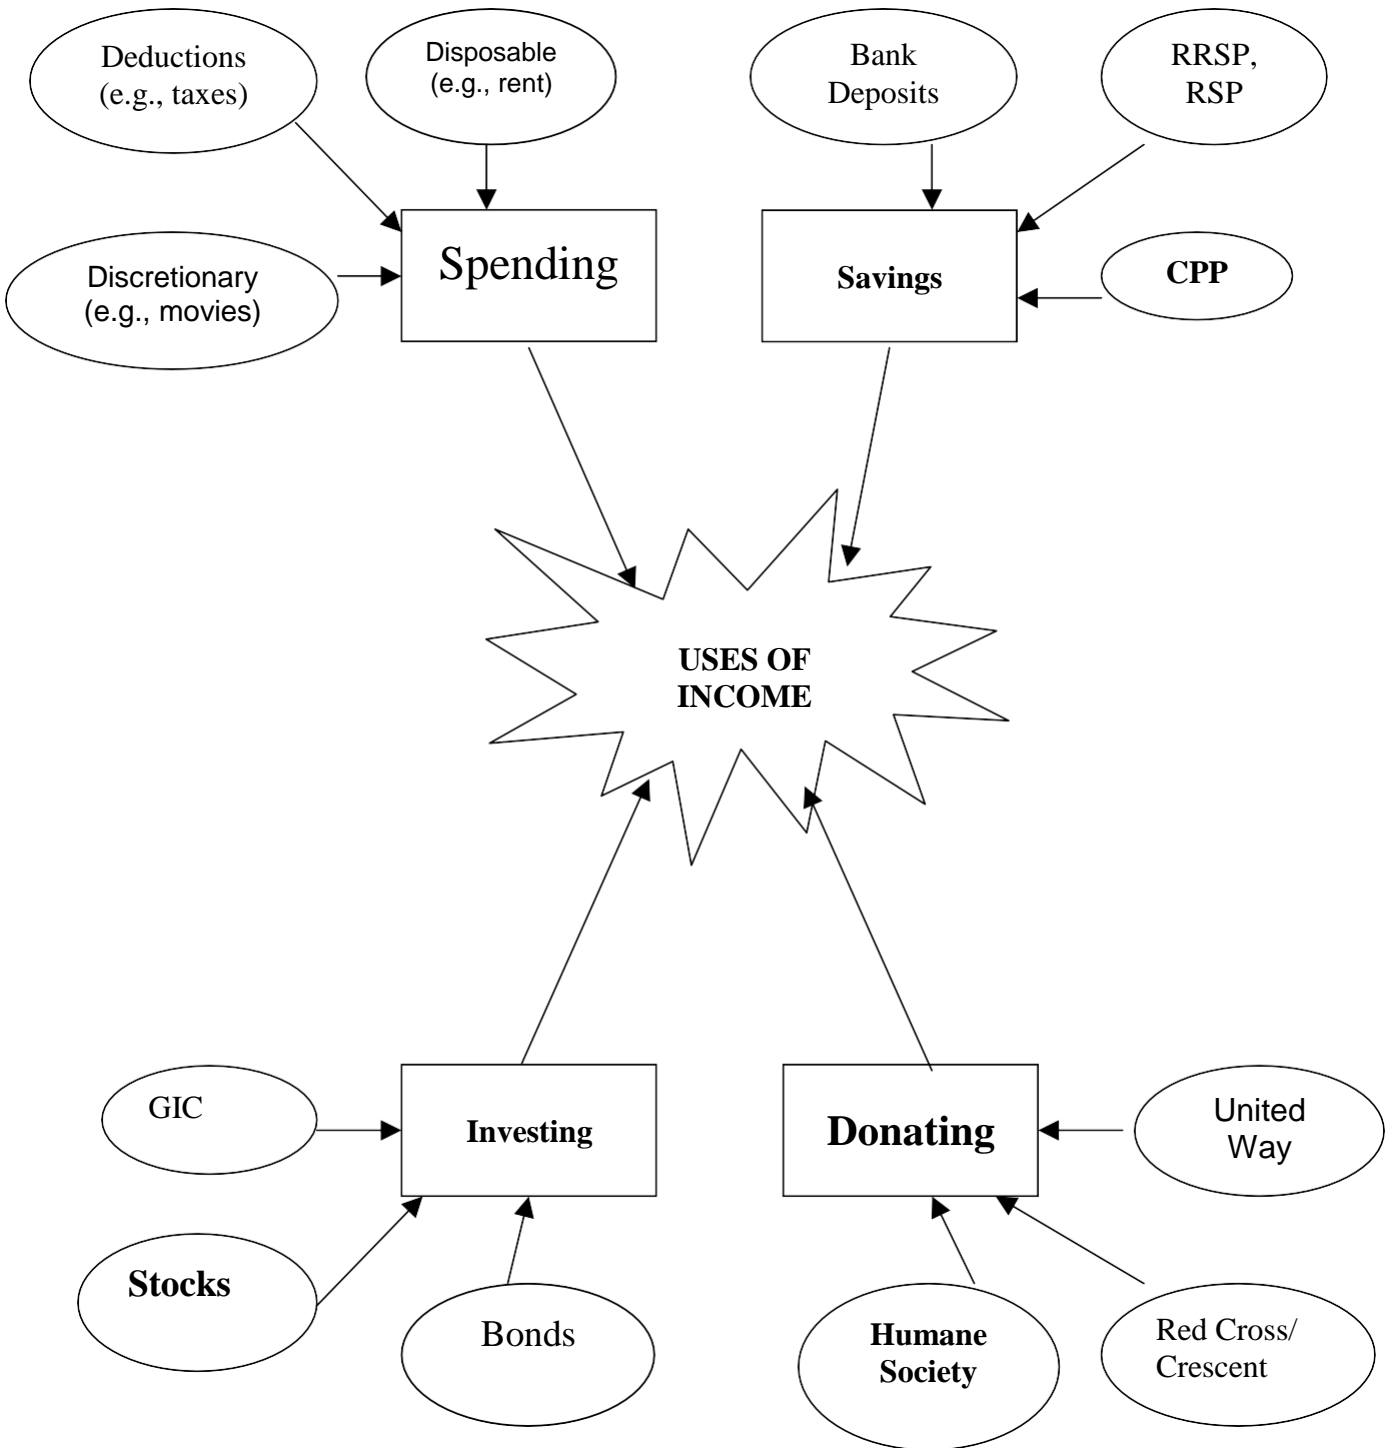 Deductions
(e.g., taxes)
Disposable
(e.g., rent)
Bank
Deposits
RRSP,
RSP
Discretionary
(e.g., movies)
Spending
Savings
CPP
USES OF
INCOME
GIC
Investing
Donating
United
Way
Stocks
Bonds
Humane
Society
Red Cross/
Crescent